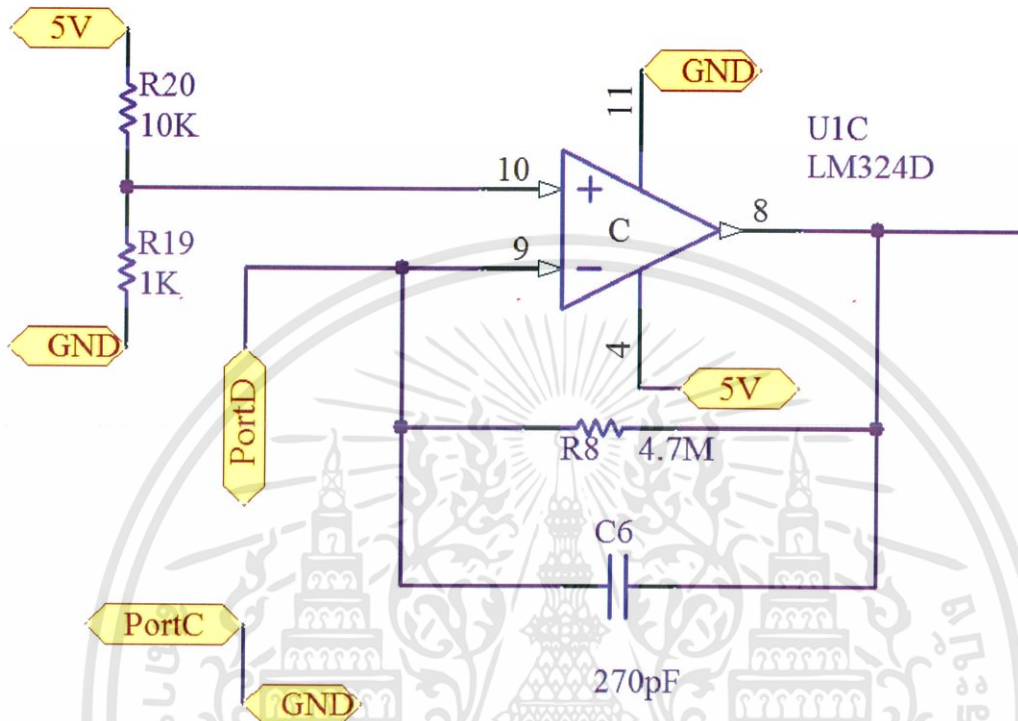 5V
R20
10K
R19
1K
GND
10
9
11
GND
U1C
LM324D
C
8
4
5V
PortD
R8 4.7M
C6
270pF
PortC
GND